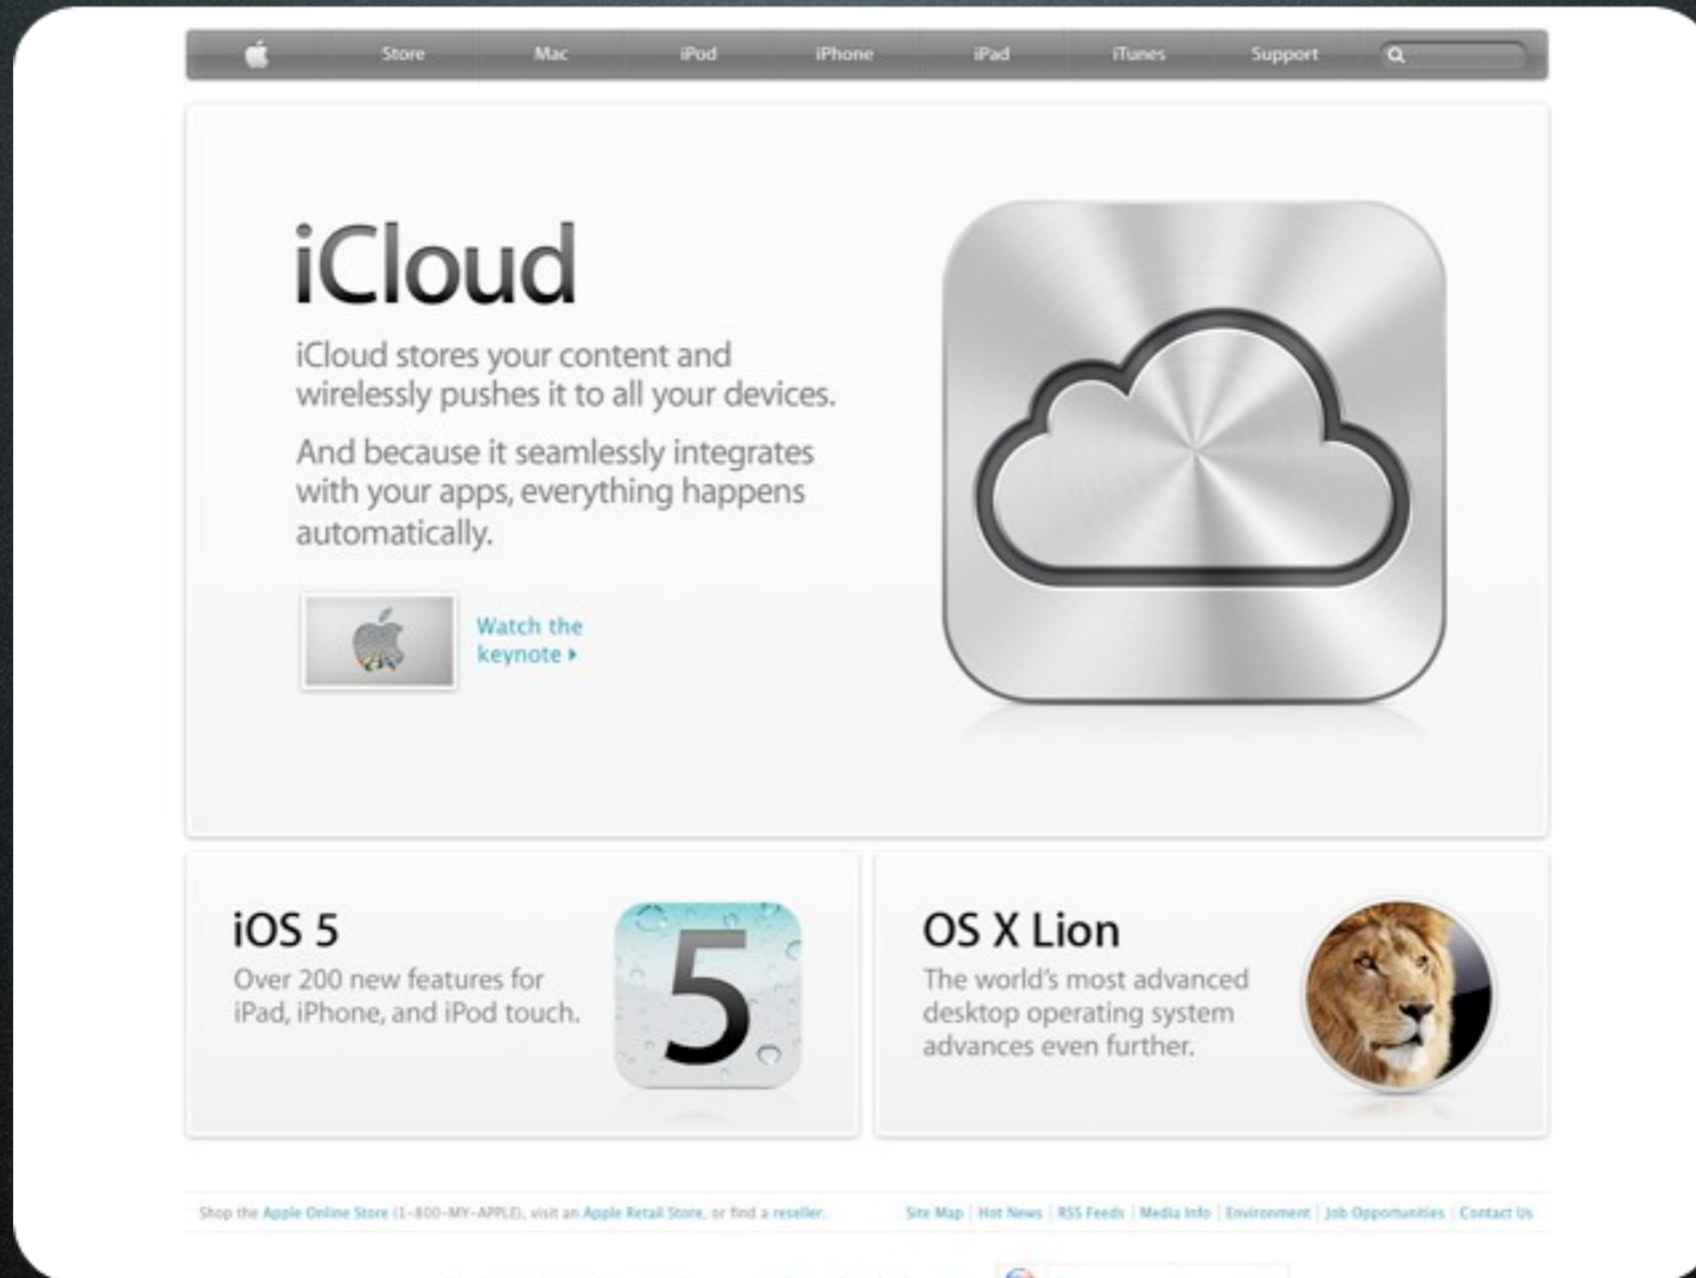 Store Mac iPod iPhone iPad iTunes Support
iCloud
iCloud stores your content and
wirelessly pushes it to all your devices.
And because it seamlessly integrates
with your apps, everything happens
automatically.
Watch the
keynote
iOS 5
Over 200 new features for
iPad, iPhone, and iPod touch.
5
OS X Lion
The world's most advanced
desktop operating system
advances even further.
Shop the Apple Online Store (1-800-MY-APPLE), visit an Apple Retail Store, or find a reseller.
Site Map | Hot News | RSS Feeds | Media Info | Environment | Job Opportunities | Contact Us